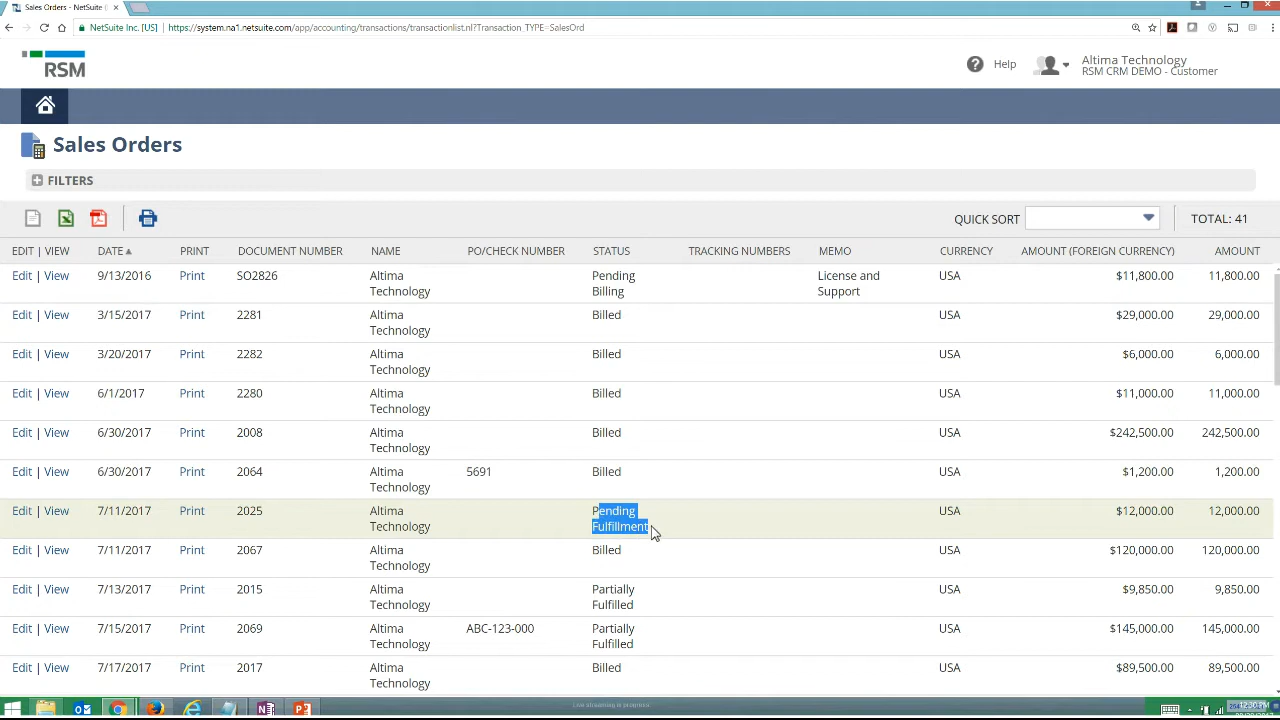 Sales Orders - NetSuite (
NetSuite Inc. [US] https://system.na1.netsuite.com/app/accounting/transactions/transactionlist.nl?Transaction_TYPE=SalesOrd
RSM
Help
Altima Technology
RSM CRM DEMO - Customer
Sales Orders
FILTERS
QUICK SORT TOTAL: 41
EDIT | VIEW DATE PRINT DOCUMENT NUMBER NAME PO/CHECK NUMBER STATUS TRACKING NUMBERS MEMO CURRENCY AMOUNT (FOREIGN CURRENCY) AMOUNT
Edit | View 9/13/2016 Print SO2826 Altima Pending License and USA $11,800.00 11,800.00
Technology Billing Support
Edit | View 3/15/2017 Print 2281 Altima Billed USA $29,000.00 29,000.00
Technology
Edit | View 3/20/2017 Print 2282 Altima Billed USA $6,000.00 6,000.00
Technology
Edit | View 6/1/2017 Print 2280 Altima Billed USA $11,000.00 11,000.00
Technology
Edit | View 6/30/2017 Print 2008 Altima Billed USA $242,500.00 242,500.00
Technology
Edit | View 6/30/2017 Print 2064 Altima 5691 Billed USA $1,200.00 1,200.00
Technology
Edit | View 7/11/2017 Print 2025 Altima Pending USA $12,000.00 12,000.00
Technology Fulfillment
Edit | View 7/11/2017 Print 2067 Altima Billed USA $120,000.00 120,000.00
Technology
Edit | View 7/13/2017 Print 2015 Altima Partially USA $9,850.00 9,850.00
Technology Fulfilled
Edit | View 7/15/2017 Print 2069 Altima ABC-123-000 Partially USA $145,000.00 145,000.00
Technology Fulfilled
Edit | View 7/17/2017 Print 2017 Altima Billed USA $89,500.00 89,500.00
Technology
Live streaming in progress